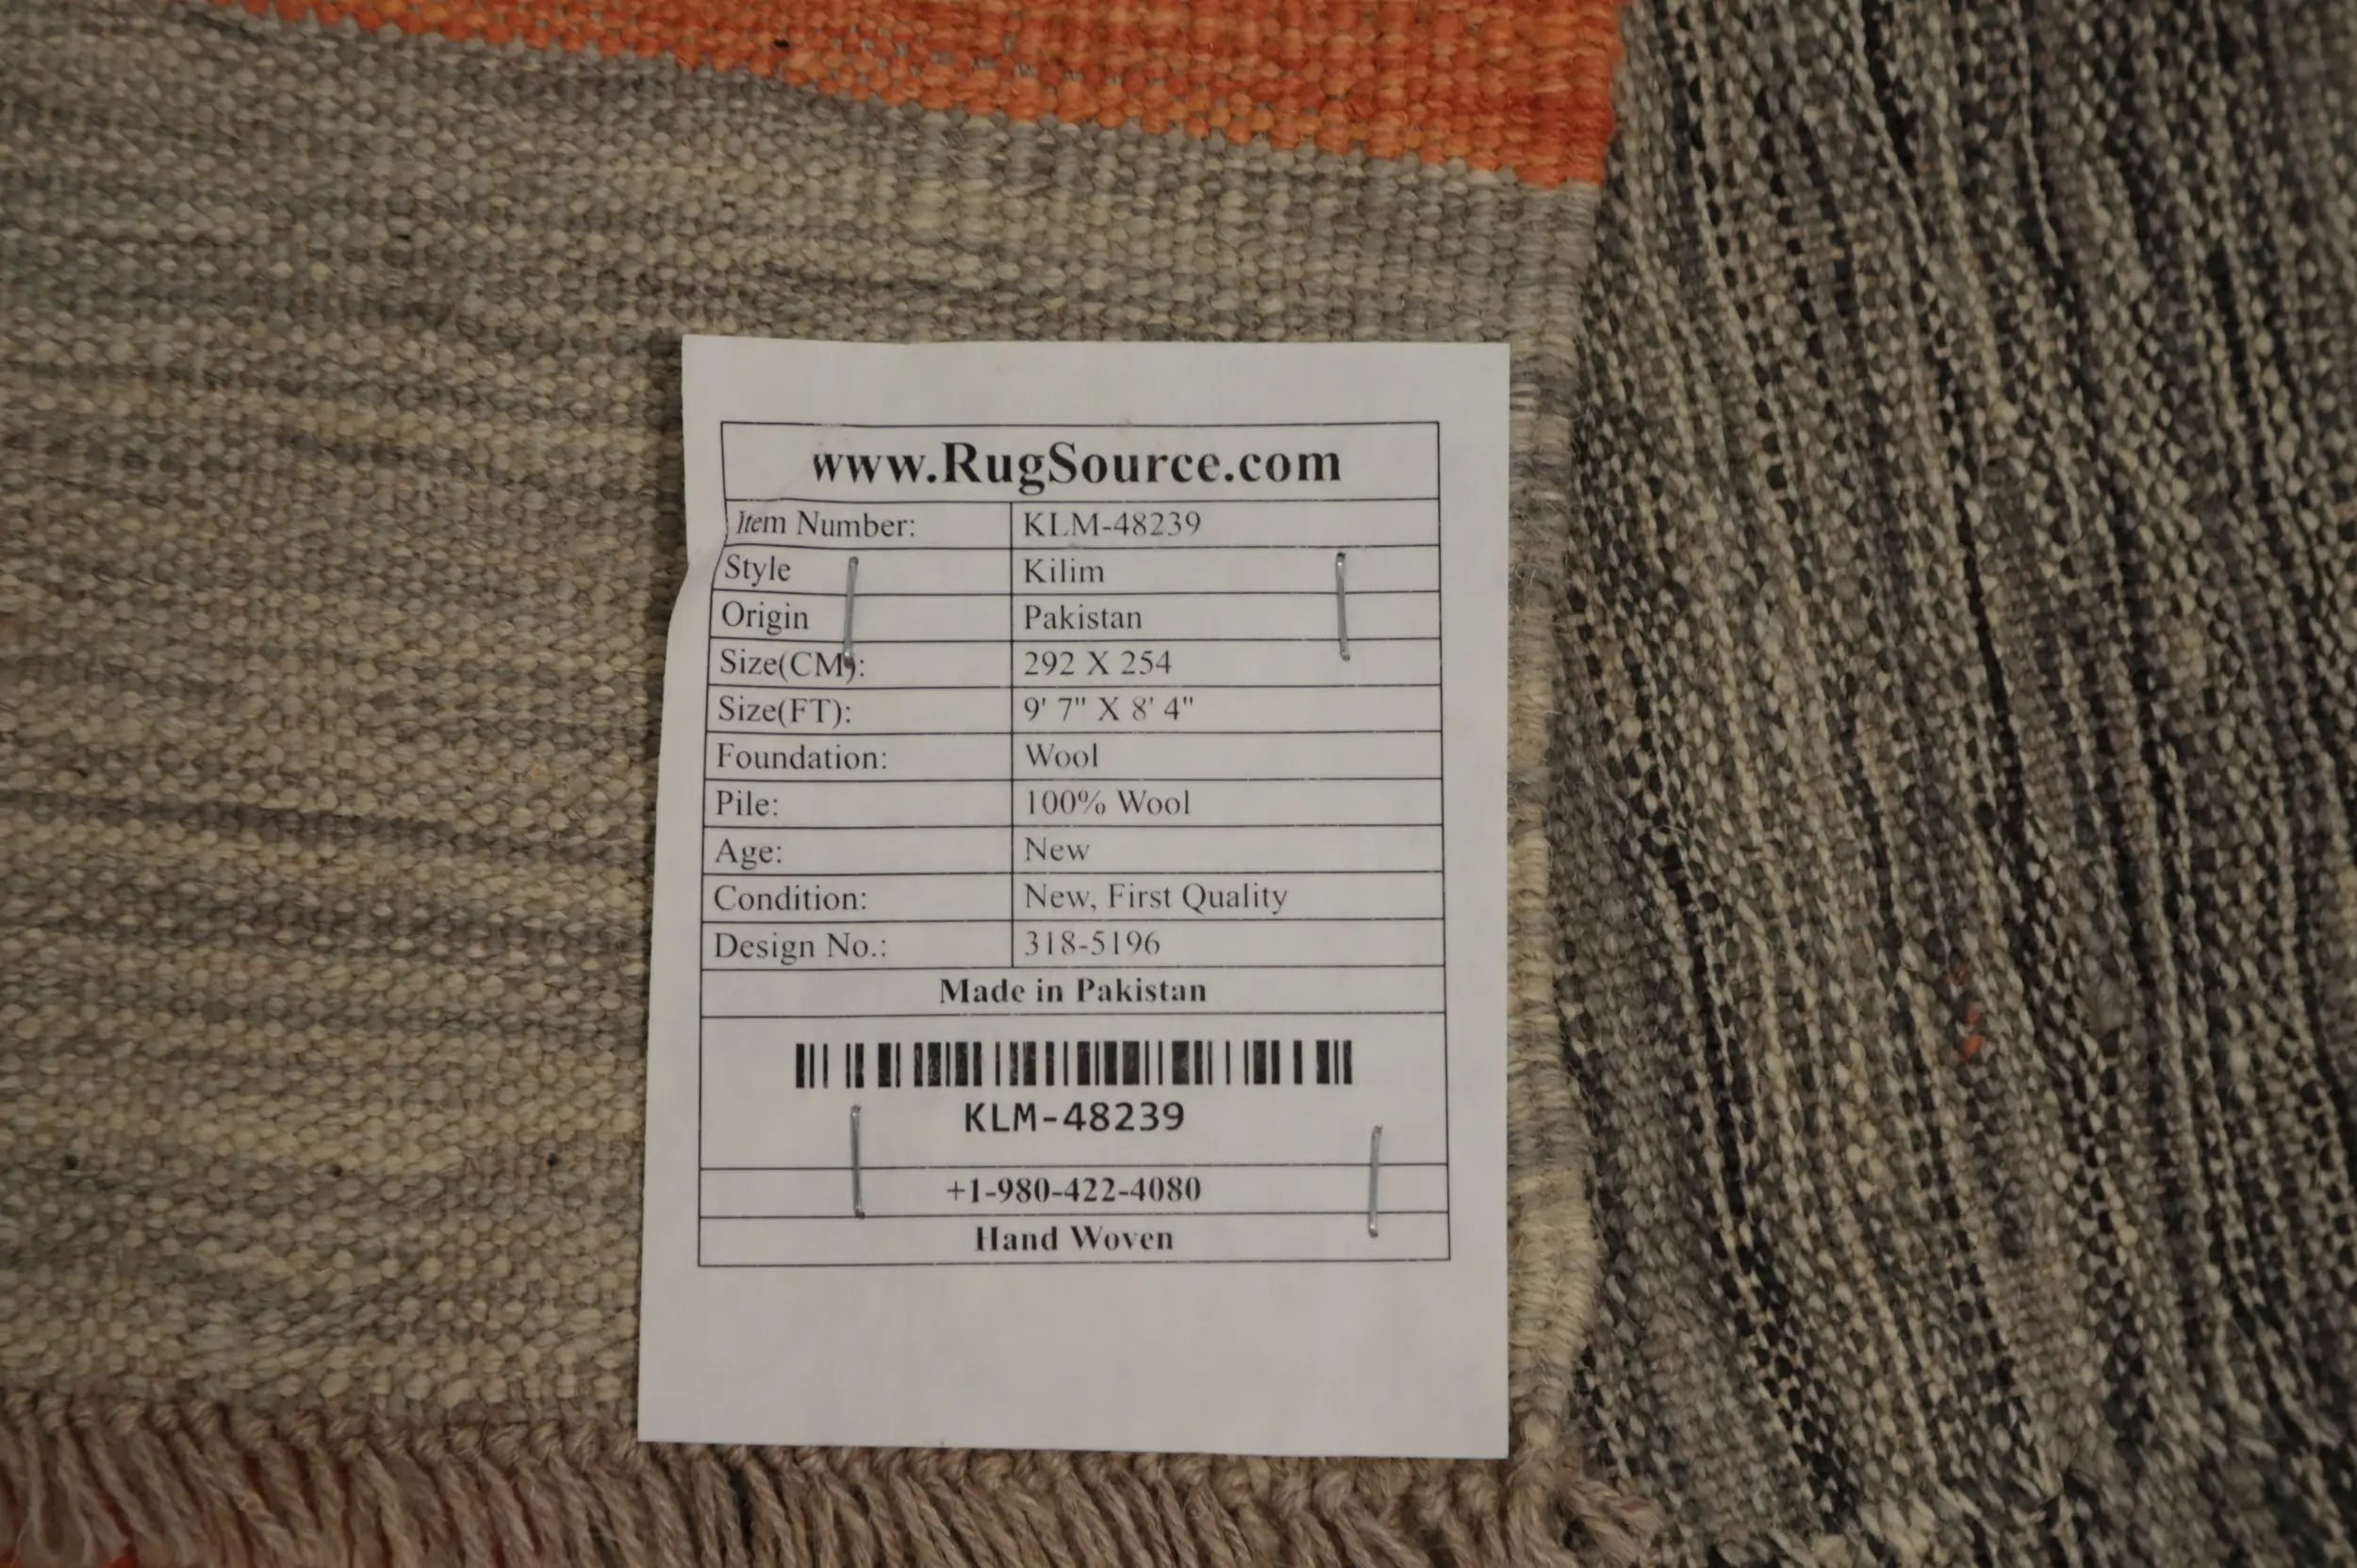 www.RugSource.com
Item Number: KLM-48239
Style Kilim
Origin Pakistan
Size(CM): 292 X 254
Size(FT): 9' 7" X 8' 4"
Foundation: Wool
Pile: 100% Wool
Age: New
Condition: New, First Quality
Design No.: 318-5196
Made in Pakistan
KLM-48239
+1-980-422-4080
Hand Woven